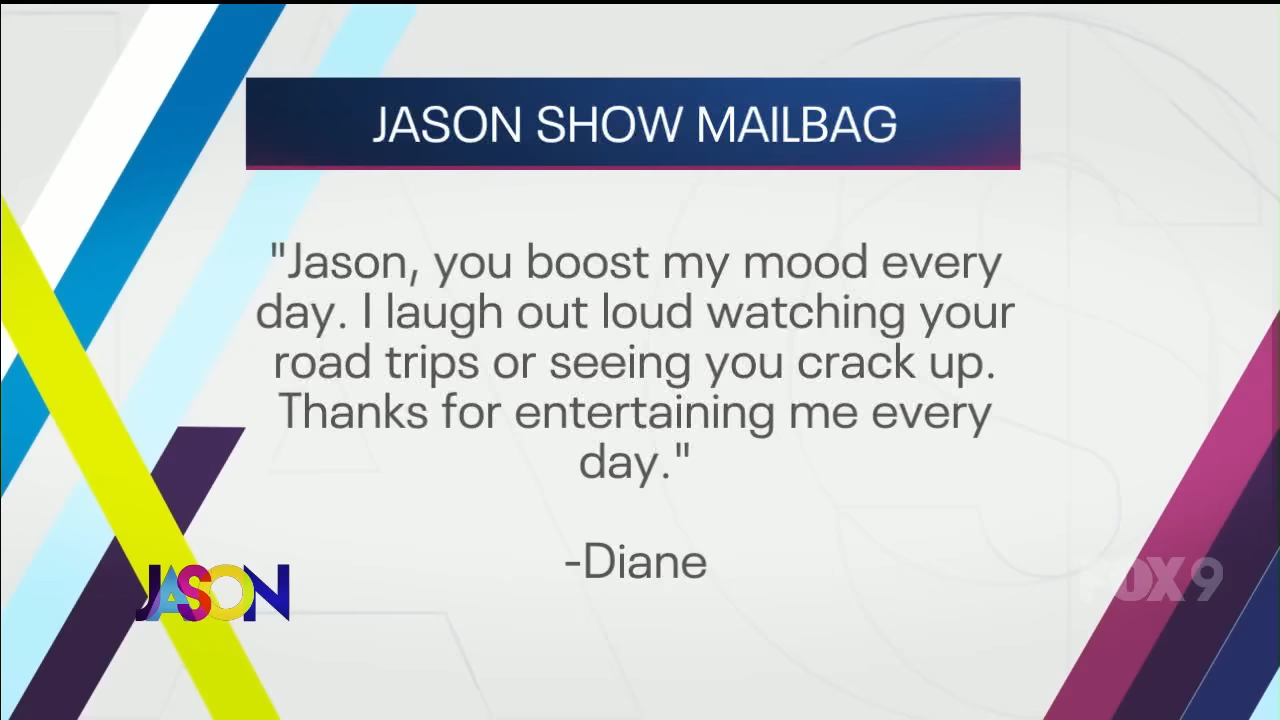 JASON SHOW MAILBAG
"Jason, you boost my mood every
day. I laugh out loud watching your
road trips or seeing you crack up.
Thanks for entertaining me every
day."
-Diane
JASON
FOX 9